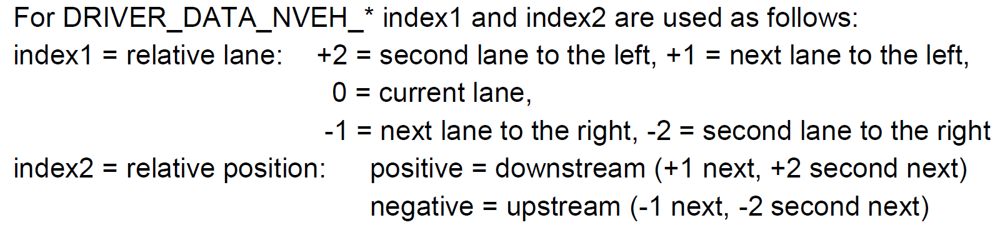 For DRIVER_DATA_NVEH_* index1 and index2 are used as follows:
index1 = relative lane: +2 = second lane to the left, +1 = next lane to the left,
0 = current lane,
-1 = next lane to the right, -2 = second lane to the right
index2 = relative position: positive = downstream (+1 next, +2 second next)
negative = upstream (-1 next, -2 second next)